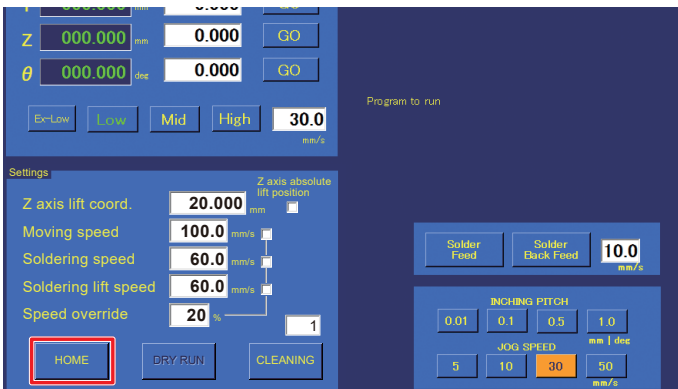 Z 000.000 mm 0.000 GO
θ 000.000 deg 0.000 GO
Ex-Low Low Mid High 30.0
mm/s
Program to run
Settings
Z axis absolute
lift position
Z axis lift coord. 20.000 mm
Moving speed 100.0 mm/s
Soldering speed 60.0 mm/s
Soldering lift speed 60.0 mm/s
Speed override 20 %
1
HOME DRY RUN CLEANING
Solder
Feed
Solder
Back Feed
10.0
mm/s
INCHING PITCH
0.01 0.1 0.5 1.0
mm | deg
JOG SPEED
5 10 30 50
mm/s